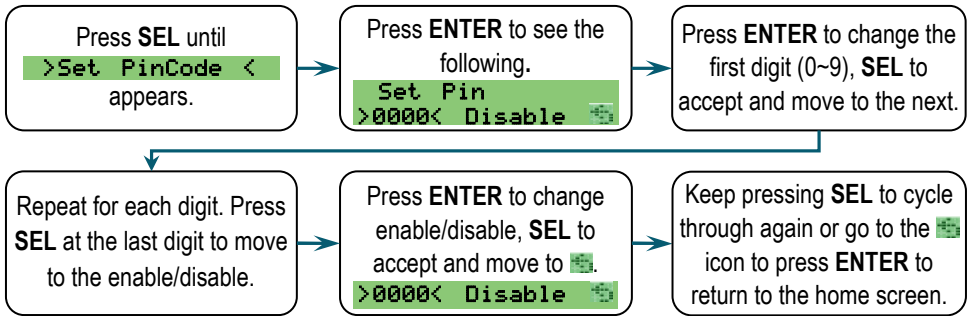 Press SEL until
>Set PinCode <
appears.
Press ENTER to see the
following.
Set Pin
>0000< Disable
Press ENTER to change the
first digit (0~9), SEL to
accept and move to the next.
Repeat for each digit. Press
SEL at the last digit to move
to the enable/disable.
Press ENTER to change
enable/disable, SEL to
accept and move to .
>0000< Disable
Keep pressing SEL to cycle
through again or go to the
icon to press ENTER to
return to the home screen.